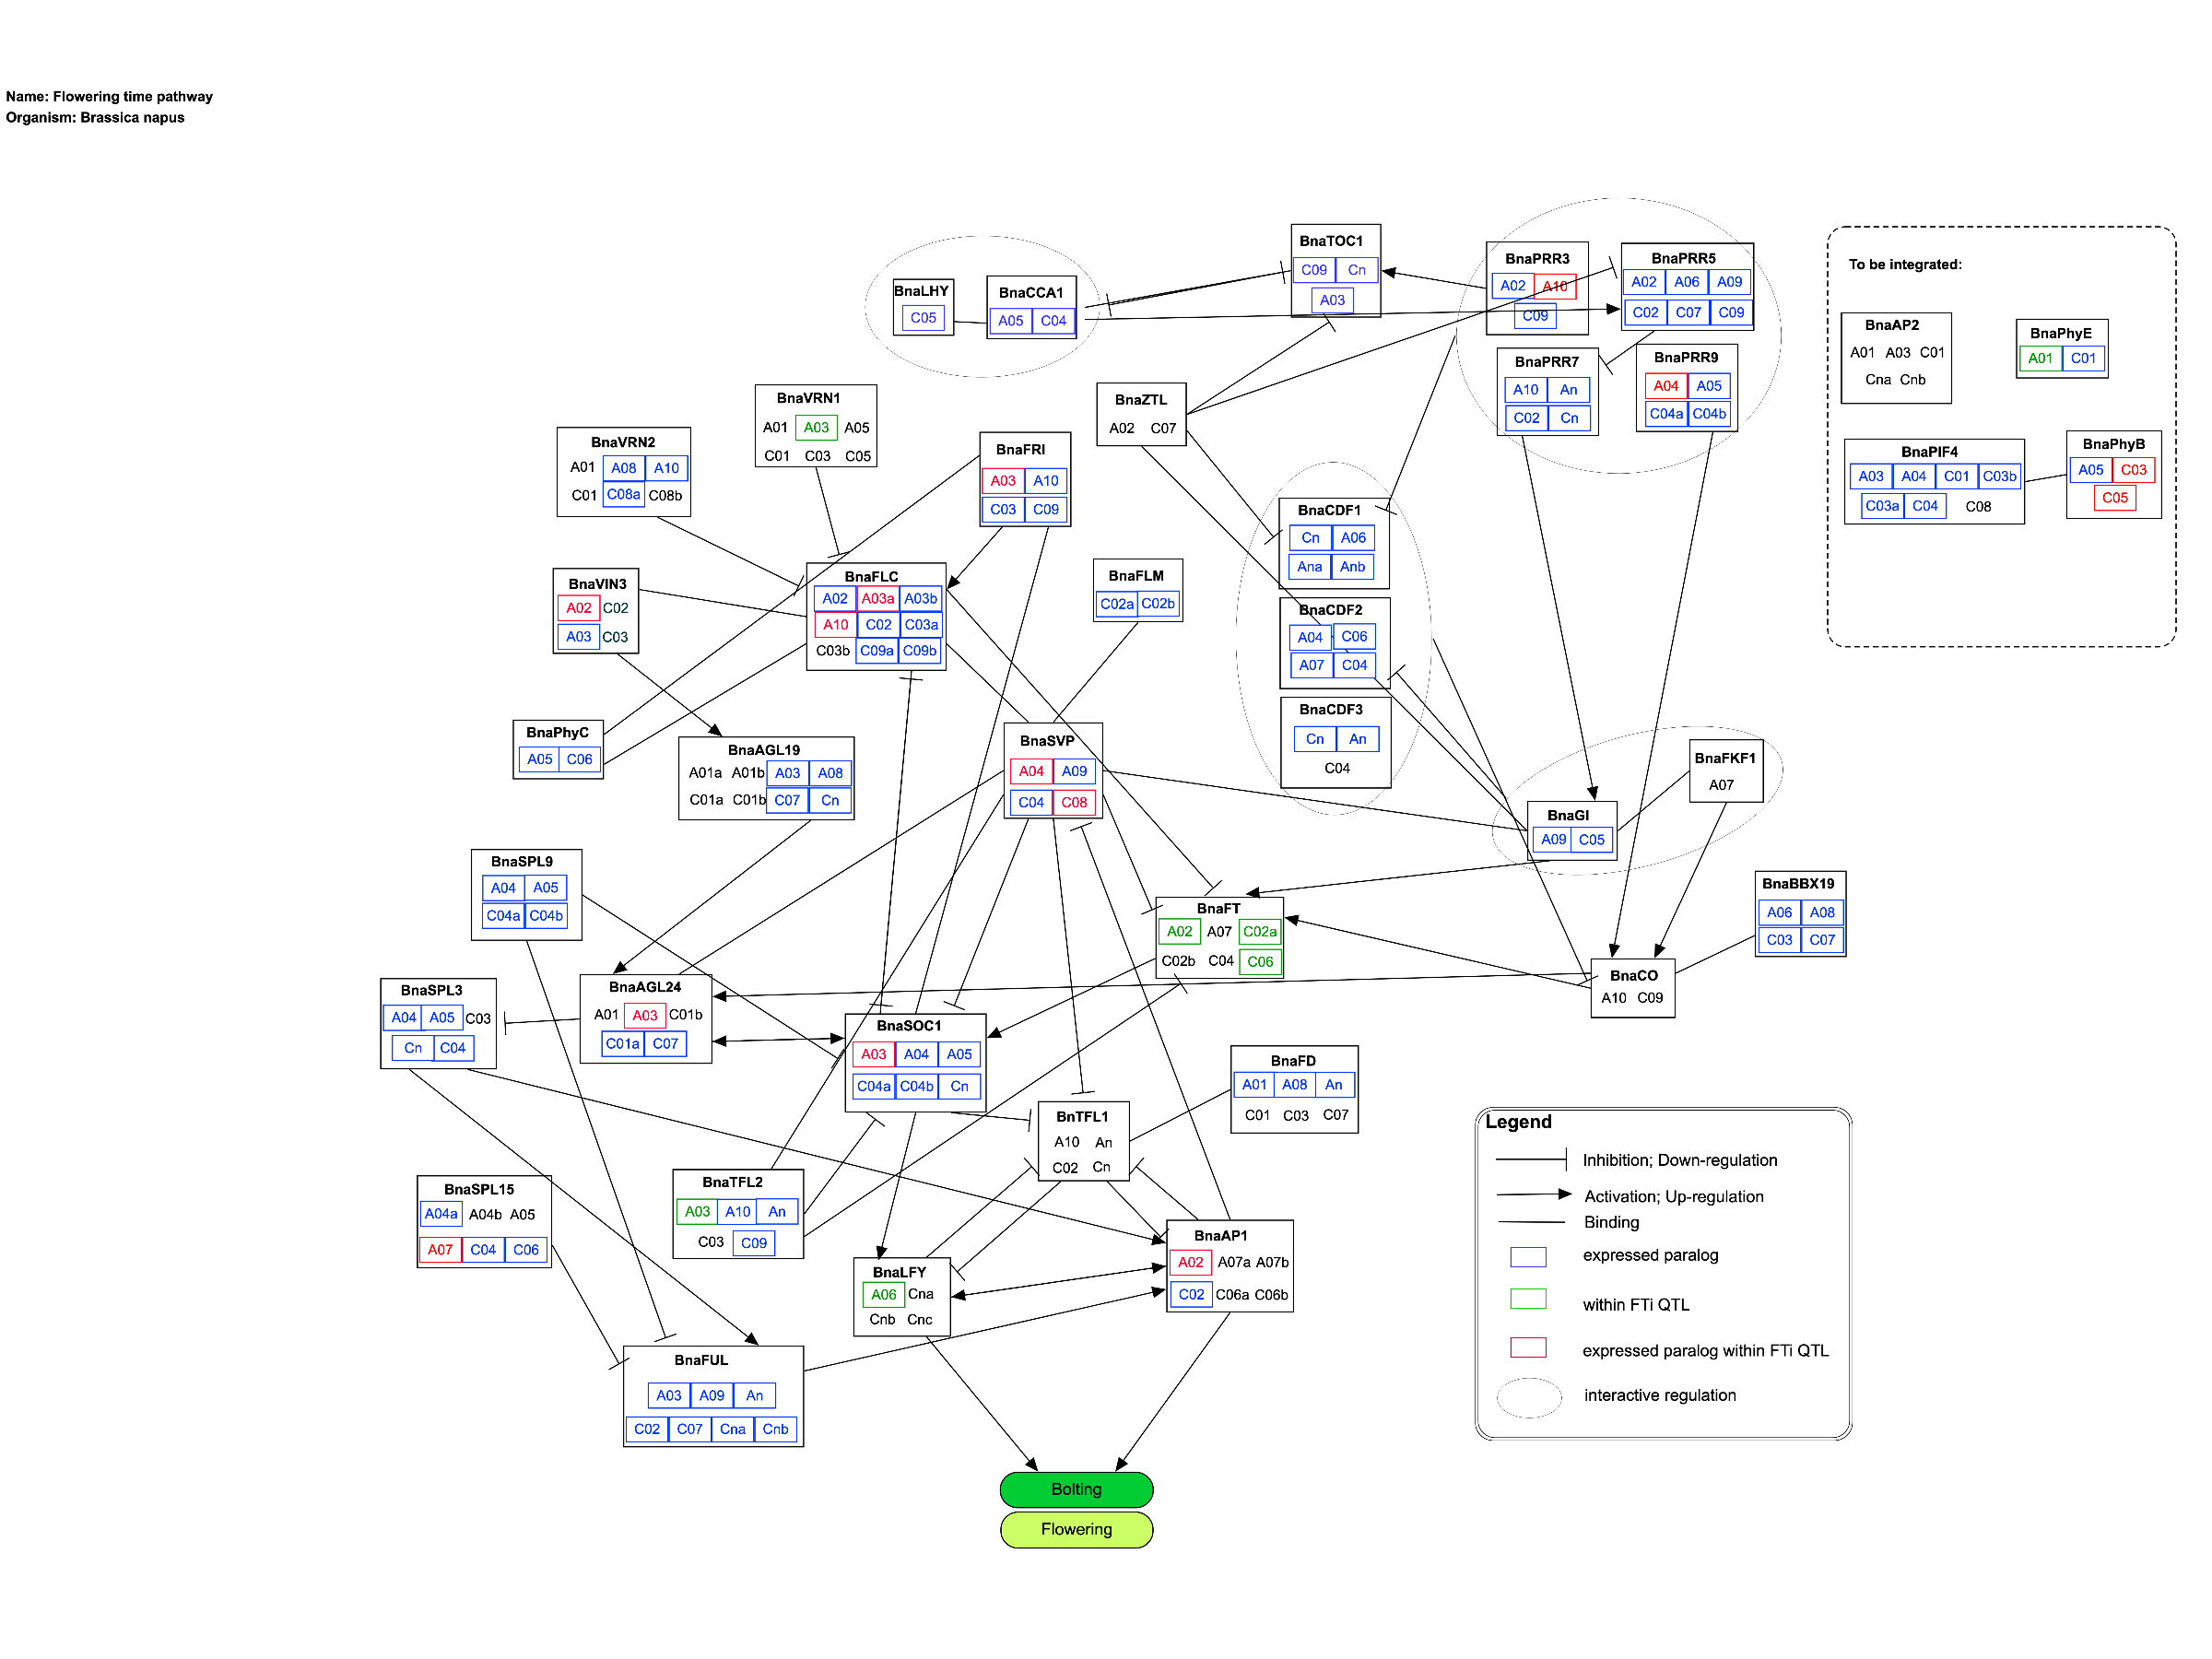 Name: Flowering time pathway
Organism: Brassica napus
BnaLHY
C05
BnaCCA1
A05 C04
BnaTOC1
C09 Cn
A03
BnaPRR3
A02 A10
C09
BnaPRR5
A02 A06 A09
C02 C07 C09
BnaPRR7
A10 An
C02 Cn
BnaPRR9
A04 A05
C04a C04b
To be integrated:
BnaAP2
A01 A03 C01
Cna Cnb
BnaPhyE
A01 C01
BnaPIF4
A03 A04 C01 C03b
C03a C04 C08
BnaPhyB
A05 C03
C05
BnaVRN1
A01 A03 A05
C01 C03 C05
BnaVRN2
A01 A08 A10
C01 C08a C08b
BnaFRI
A03 A10
C03 C09
BnaZTL
A02 C07
BnaVIN3
A02 C02
A03 C03
BnaFLC
A02 A03a A03b
A10 C02 C03a
C03b C09a C09b
BnaFLM
C02a C02b
BnaCDF1
Cn A06
Ana Anb
BnaCDF2
A04 C06
A07 C04
BnaCDF3
Cn An
C04
BnaPhyC
A05 C06
BnaAGL19
A01a A01b A03 A08
C01a C01b C07 Cn
BnaSVP
A04 A09
C04 C08
BnaGI
A09 C05
BnaFKF1
A07
BnaSPL9
A04 A05
C04a C04b
BnaFT
A02 A07 C02a
C02b C04 C06
BnaBBX19
A06 A08
C03 C07
BnaCO
A10 C09
BnaSPL3
A04 A05 C03
Cn C04
BnaAGL24
A01 A03 C01b
C01a C07
BnaSOC1
A03 A04 A05
C04a C04b Cn
BnaFD
A01 A08 An
C01 C03 C07
BnTFL1
A10 An
C02 Cn
BnaSPL15
A04a A04b A05
A07 C04 C06
BnaTFL2
A03 A10 An
C03 C09
BnaLFY
A06 Cna
Cnb Cnc
BnaAP1
A02 A07a A07b
C02 C06a C06b
BnaFUL
A03 A09 An
C02 C07 Cna Cnb
Bolting
Flowering
Legend
Inhibition; Down-regulation
Activation; Up-regulation
Binding
expressed paralog
within FTi QTL
expressed paralog within FTi QTL
interactive regulation